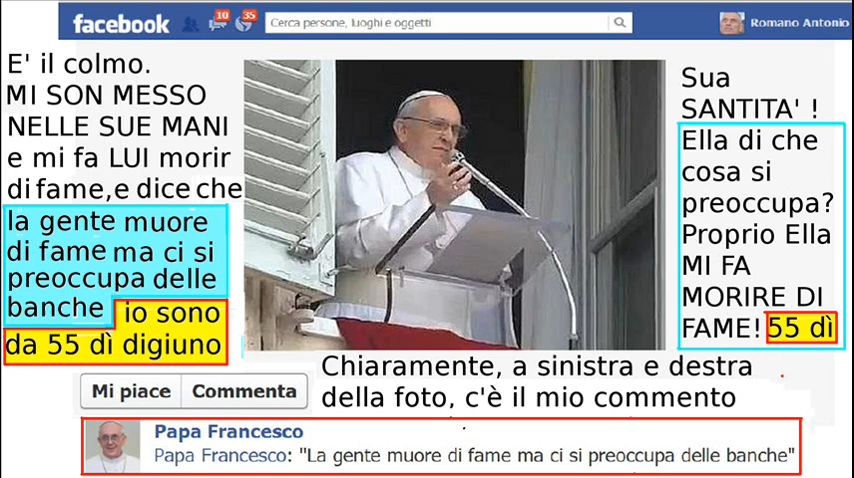 facebook
10
35
Cerca persone, luoghi e oggetti
Romano Antonio
E' il colmo.
MI SON MESSO
NELLE SUE MANI
e mi fa LUI morir
di fame,e dice che
la gente muore
di fame ma ci si
preoccupa delle
banche io sono
da 55 dì digiuno
Sua
SANTITA' !
Ella di che
cosa si
preoccupa?
Proprio Ella
MI FA
MORIRE DI
FAME! 55 dì
Chiaramente, a sinistra e destra
della foto, c'è il mio commento
Mi piace Commenta
Papa Francesco
Papa Francesco: "La gente muore di fame ma ci si preoccupa delle banche"